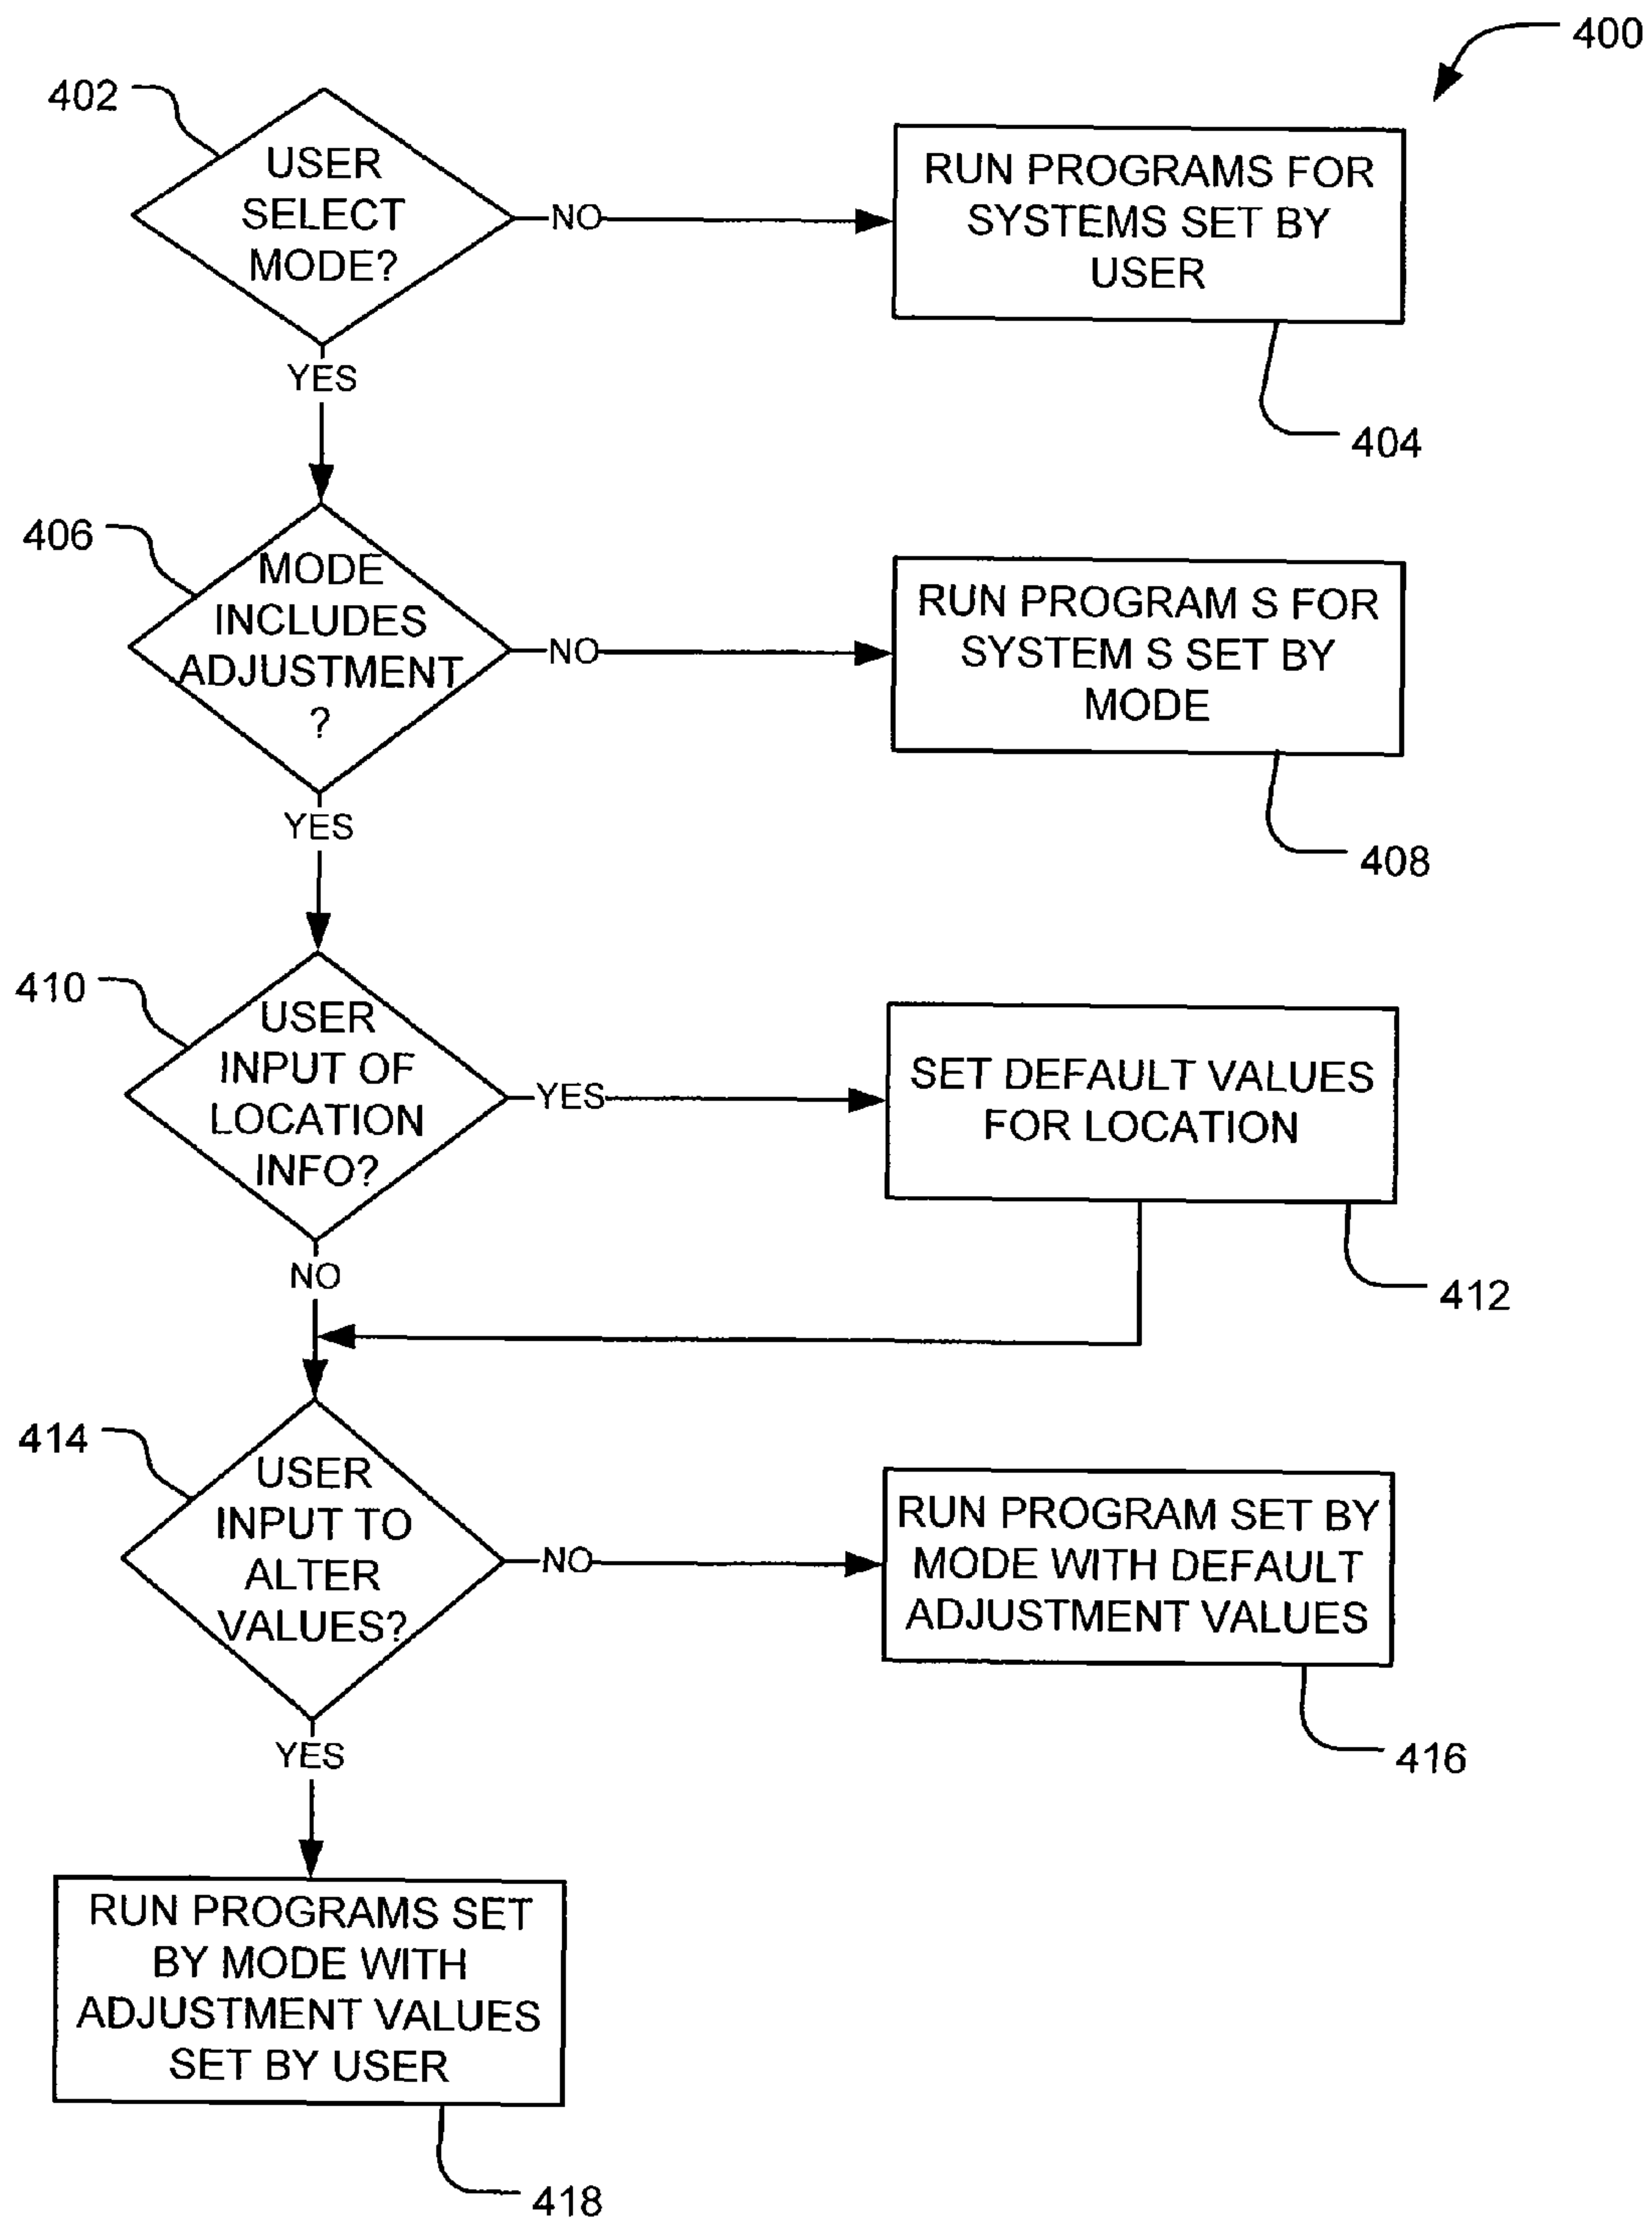 400
402
USER
SELECT
MODE?
NO
RUN PROGRAMS FOR
SYSTEMS SET BY
USER
YES
404
406
MODE
INCLUDES
ADJUSTMENT
?
NO
RUN PROGRAM S FOR
SYSTEM S SET BY
MODE
YES
408
410
USER
INPUT OF
LOCATION
INFO?
YES
SET DEFAULT VALUES
FOR LOCATION
NO
412
414
USER
INPUT TO
ALTER
VALUES?
NO
RUN PROGRAM SET BY
MODE WITH DEFAULT
ADJUSTMENT VALUES
YES
416
RUN PROGRAMS SET
BY MODE WITH
ADJUSTMENT VALUES
SET BY USER
418